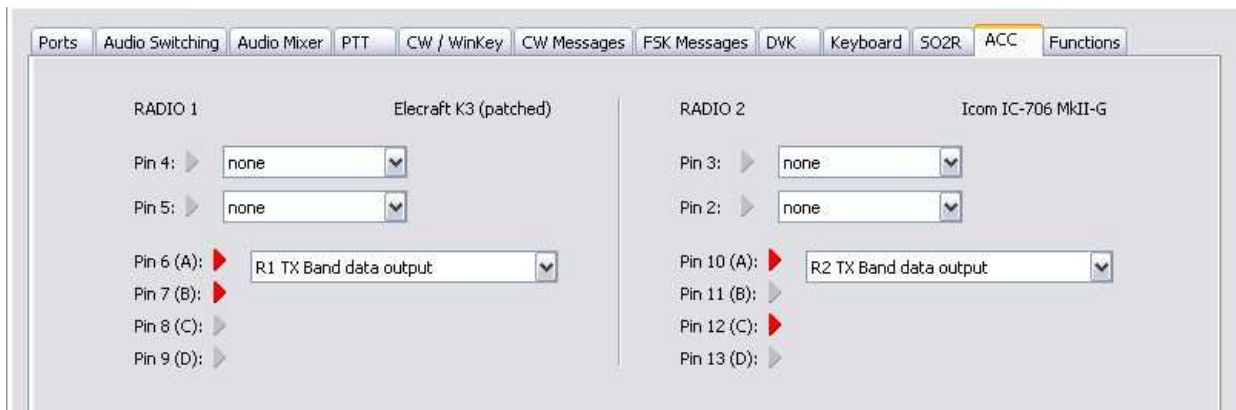 Ports Audio Switching Audio Mixer PTT CW / WinKey CW Messages FSK Messages DVK Keyboard SO2R ACC Functions
RADIO 1 Elecraft K3 (patched) RADIO 2 Icom IC-706 MkII-G
Pin 4: none Pin 3: none
Pin 5: none Pin 2: none
Pin 6 (A): R1 TX Band data output Pin 10 (A): R2 TX Band data output
Pin 7 (B): Pin 11 (B):
Pin 8 (C): Pin 12 (C):
Pin 9 (D): Pin 13 (D):